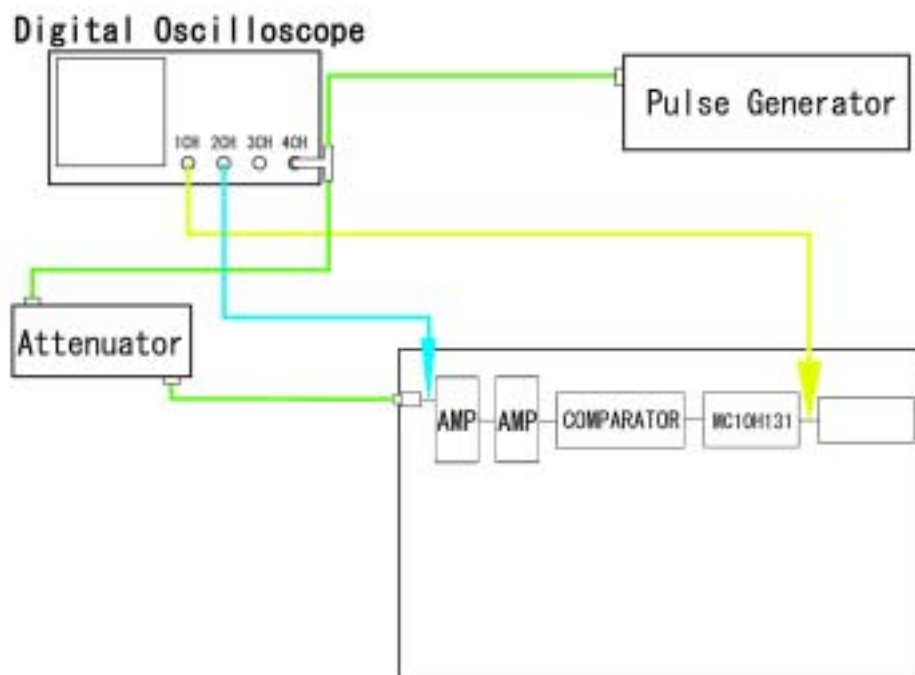 Digital Oscilloscope
Pulse Generator
1CH 2CH 3CH 4CH
Attenuator
AMP AMP COMPARATOR MC10H131